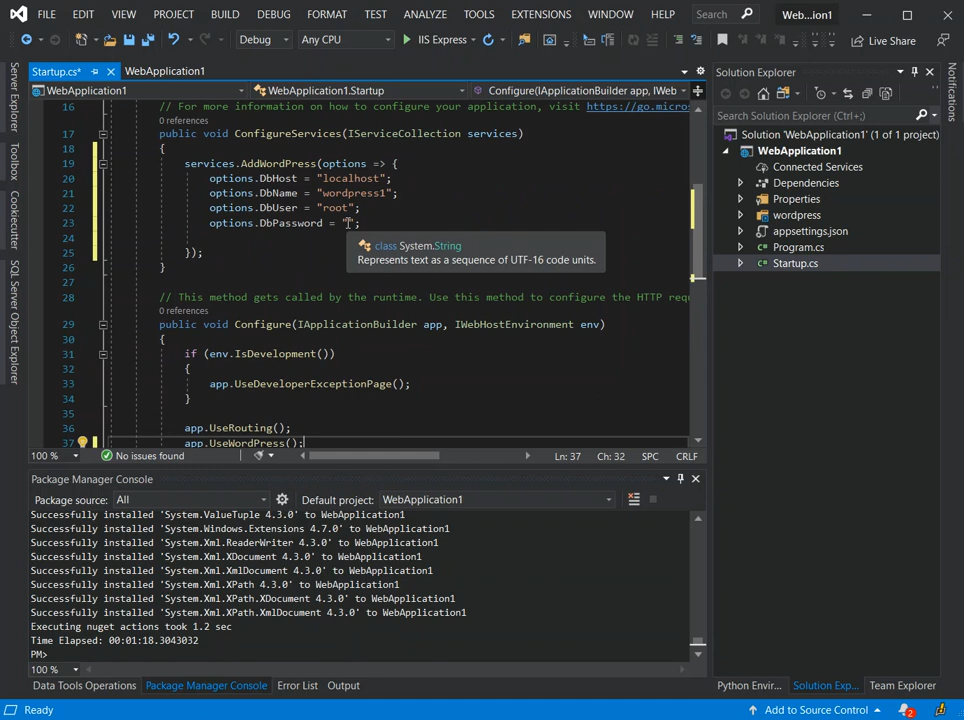 FILE EDIT VIEW PROJECT BUILD DEBUG FORMAT TEST ANALYZE TOOLS EXTENSIONS WINDOW HELP Search Web...ion1
Debug Any CPU IIS Express Live Share
Server Explorer
Toolbox
Cookiecutter
SQL Server Object Explorer
Startup.cs* WebApplication1
WebApplication1 WebApplication1.Startup Configure(IApplicationBuilder app, IWeb
16 // For more information on how to configure your application, visit https://go.micros
0 references
17 public void ConfigureServices(IServiceCollection services)
18 {
19 services.AddWordPress(options => {
20 options.DbHost = "localhost";
21 options.DbName = "wordpress1";
22 options.DbUser = "root";
23 options.DbPassword = "";
24
25 });
26 }
27
28 // This method gets called by the runtime. Use this method to configure the HTTP requ
0 references
29 public void Configure(IApplicationBuilder app, IWebHostEnvironment env)
30 {
31 if (env.IsDevelopment())
32 {
33 app.UseDeveloperExceptionPage();
34 }
35
36 app.UseRouting();
37 app.UseWordPress();
class System.String
Represents text as a sequence of UTF-16 code units.
100 % No issues found Ln: 37 Ch: 32 SPC CRLF
Package Manager Console
Package source: All Default project: WebApplication1
Successfully installed 'System.ValueTuple 4.3.0' to WebApplication1
Successfully installed 'System.Windows.Extensions 4.7.0' to WebApplication1
Successfully installed 'System.Xml.ReaderWriter 4.3.0' to WebApplication1
Successfully installed 'System.Xml.XDocument 4.3.0' to WebApplication1
Successfully installed 'System.Xml.XmlDocument 4.3.0' to WebApplication1
Successfully installed 'System.Xml.XPath 4.3.0' to WebApplication1
Successfully installed 'System.Xml.XPath.XDocument 4.3.0' to WebApplication1
Successfully installed 'System.Xml.XPath.XmlDocument 4.3.0' to WebApplication1
Executing nuget actions took 1.2 sec
Time Elapsed: 00:01:18.3043032
PM>
100 %
Data Tools Operations Package Manager Console Error List Output
Solution Explorer
Search Solution Explorer (Ctrl+;)
Solution 'WebApplication1' (1 of 1 project)
WebApplication1
Connected Services
Dependencies
Properties
wordpress
appsettings.json
Program.cs
Startup.cs
Python Envir... Solution Exp... Team Explorer
Notifications
Ready Add to Source Control 2